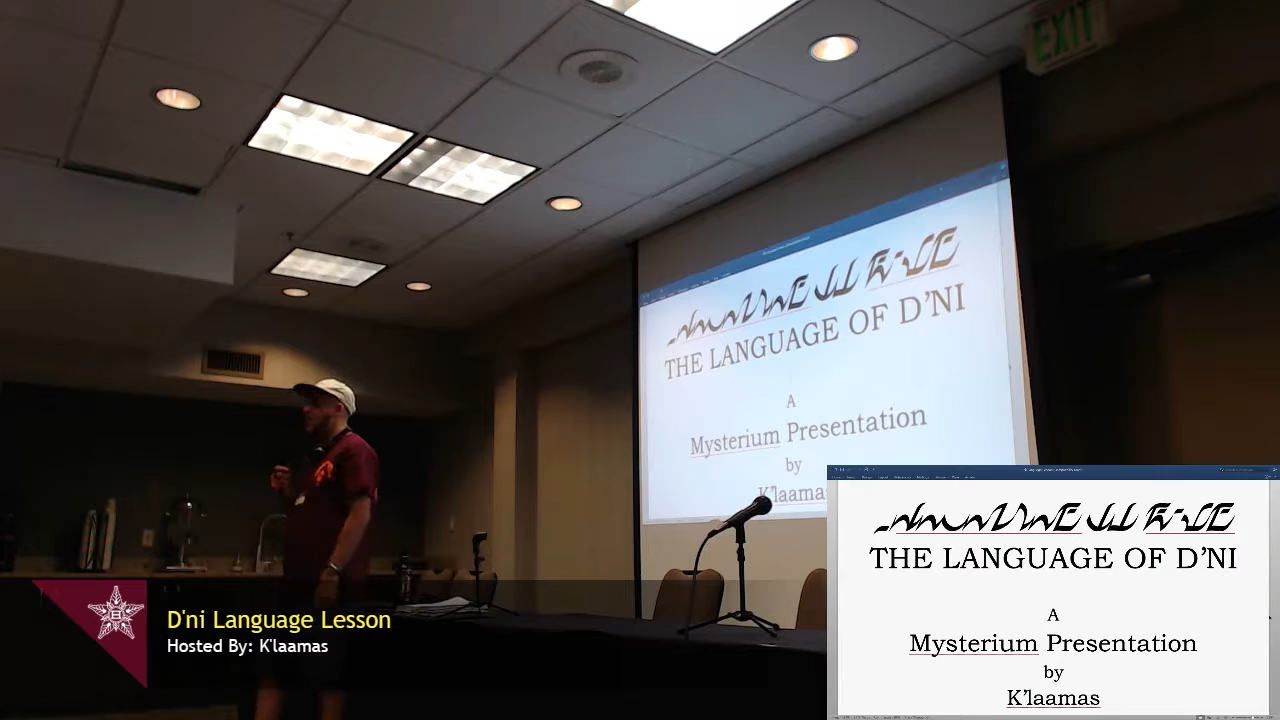 EXIT
THE LANGUAGE OF D'NI
A
Mysterium Presentation
by
K'laamas
D'ni Language Lesson
Hosted By: K'laamas
THE LANGUAGE OF D'NI
A
Mysterium Presentation
by
K'laamas